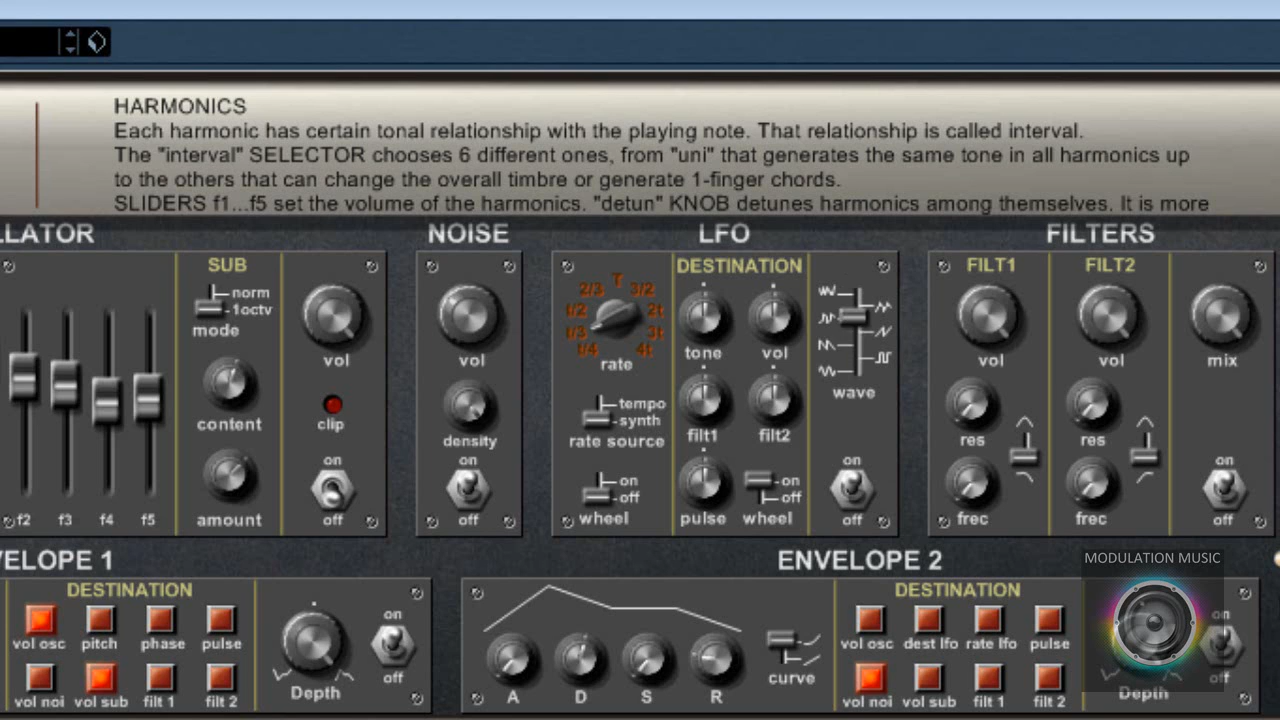 HARMONICS
Each harmonic has certain tonal relationship with the playing note. That relationship is called interval.
The "interval" SELECTOR chooses 6 different ones, from "uni" that generates the same tone in all harmonics up
to the others that can change the overall timbre or generate 1-finger chords.
SLIDERS f1...f5 set the volume of the harmonics. "detun" KNOB detunes harmonics among themselves. It is more
LLATOR
NOISE
LFO
FILTERS
f2 f3 f4 f5
SUB
norm
1octv
mode
content
amount
vol
clip
on
off
vol
density
on
off
T
2/3 3/2
t/2 2t
t/3 3t
t/4 4t
rate
tempo
synth
rate source
on
off
wheel
DESTINATION
tone vol
filt1 filt2
pulse
on
off
wheel
wave
on
off
FILT1
vol
res
frec
FILT2
vol
res
frec
mix
on
off
VELOPE 1
DESTINATION
vol osc pitch phase pulse
vol noi vol sub filt 1 filt 2
Depth
on
off
ENVELOPE 2
A D S R
curve
DESTINATION
vol osc dest lfo rate lfo pulse
vol noi vol sub filt 1 filt 2
MODULATION MUSIC
Depth
on
off